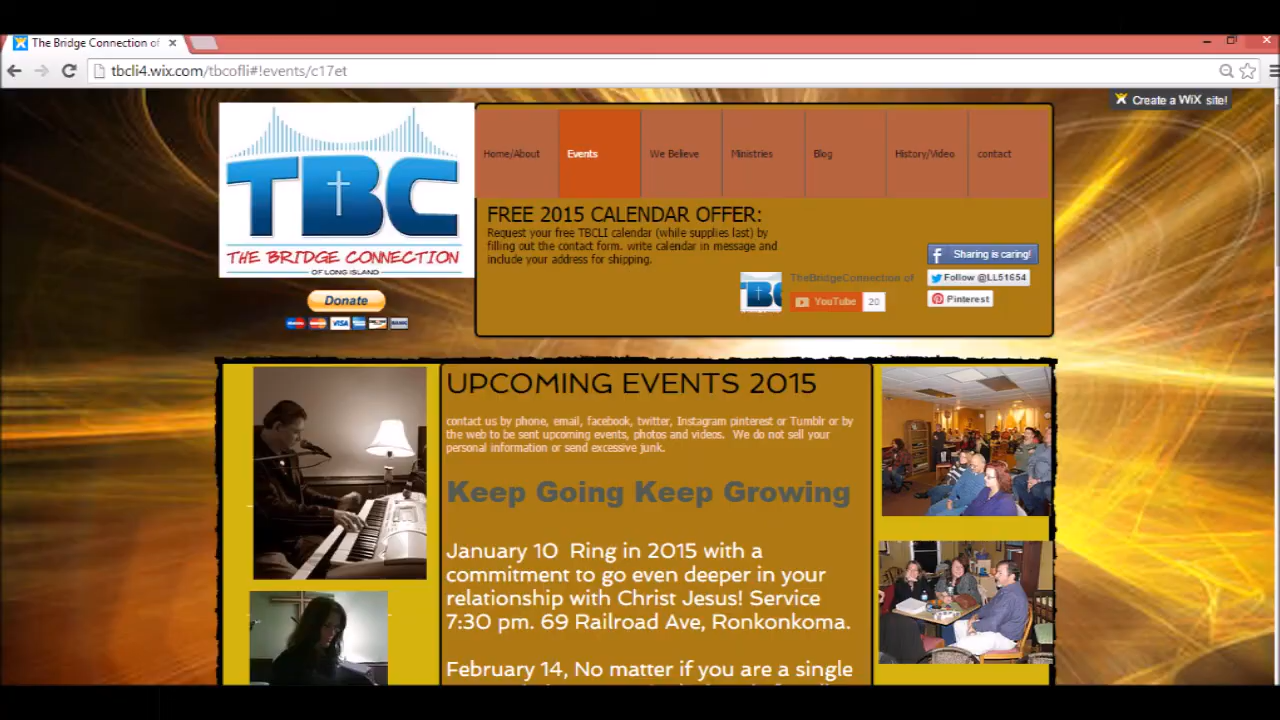 The Bridge Connection of
tbcli4.wix.com/tbcofli#!events/c17et
Create a WiX site!
TBC
THE BRIDGE CONNECTION
OF LONG ISLAND
Donate
VISA
BANK
Home/About
Events
We Believe
Ministries
Blog
History/Video
contact
FREE 2015 CALENDAR OFFER:
Request your free TBCLI calendar (while supplies last) by
filling out the contact form. write calendar in message and
include your address for shipping.
TheBridgeConnection of
YouTube 20
Sharing is caring!
Follow @LL51654
Pinterest
UPCOMING EVENTS 2015
contact us by phone, email, facebook, twitter, Instagram pinterest or Tumblr or by
the web to be sent upcoming events, photos and videos. We do not sell your
personal information or send excessive junk.
Keep Going Keep Growing
January 10 Ring in 2015 with a
commitment to go even deeper in your
relationship with Christ Jesus! Service
7:30 pm. 69 Railroad Ave, Ronkonkoma.
February 14, No matter if you are a single